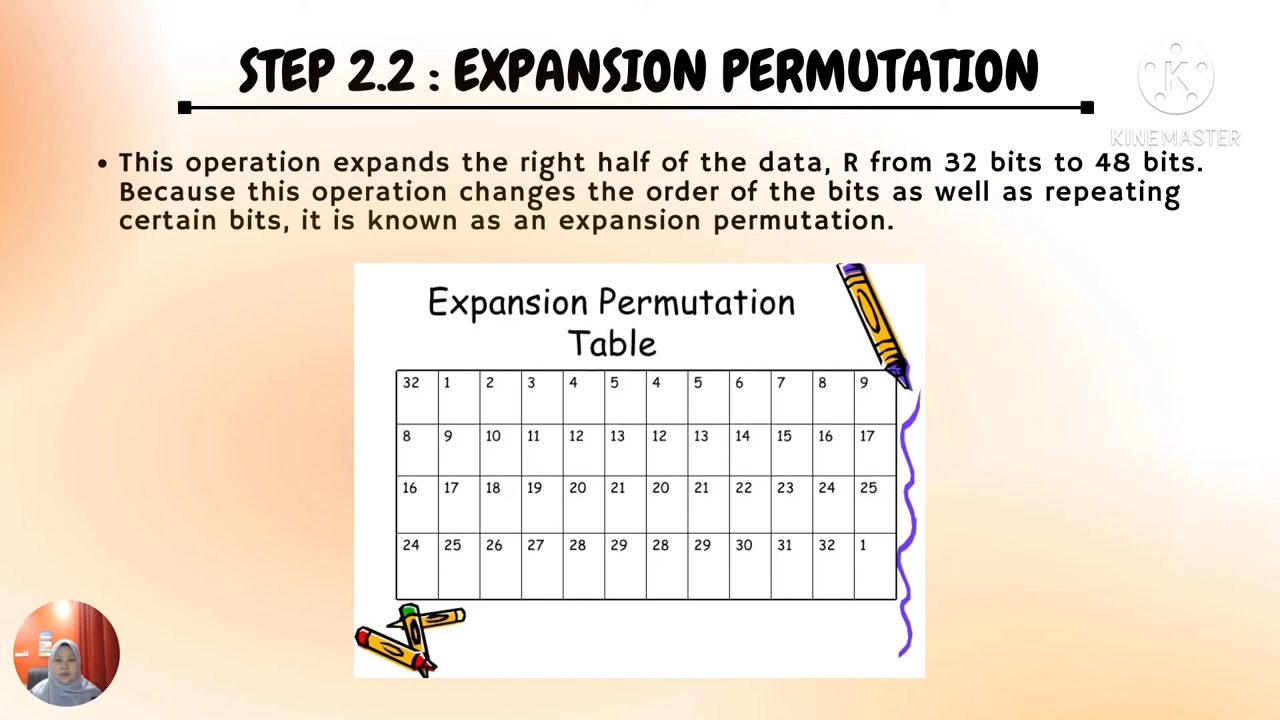 STEP 2.2 : EXPANSION PERMUTATION
KINEMASTER
• This operation expands the right half of the data, R from 32 bits to 48 bits.
Because this operation changes the order of the bits as well as repeating
certain bits, it is known as an expansion permutation.
Expansion Permutation
Table
32 1 2 3 4 5 4 5 6 7 8 9
8 9 10 11 12 13 12 13 14 15 16 17
16 17 18 19 20 21 20 21 22 23 24 25
24 25 26 27 28 29 28 29 30 31 32 1